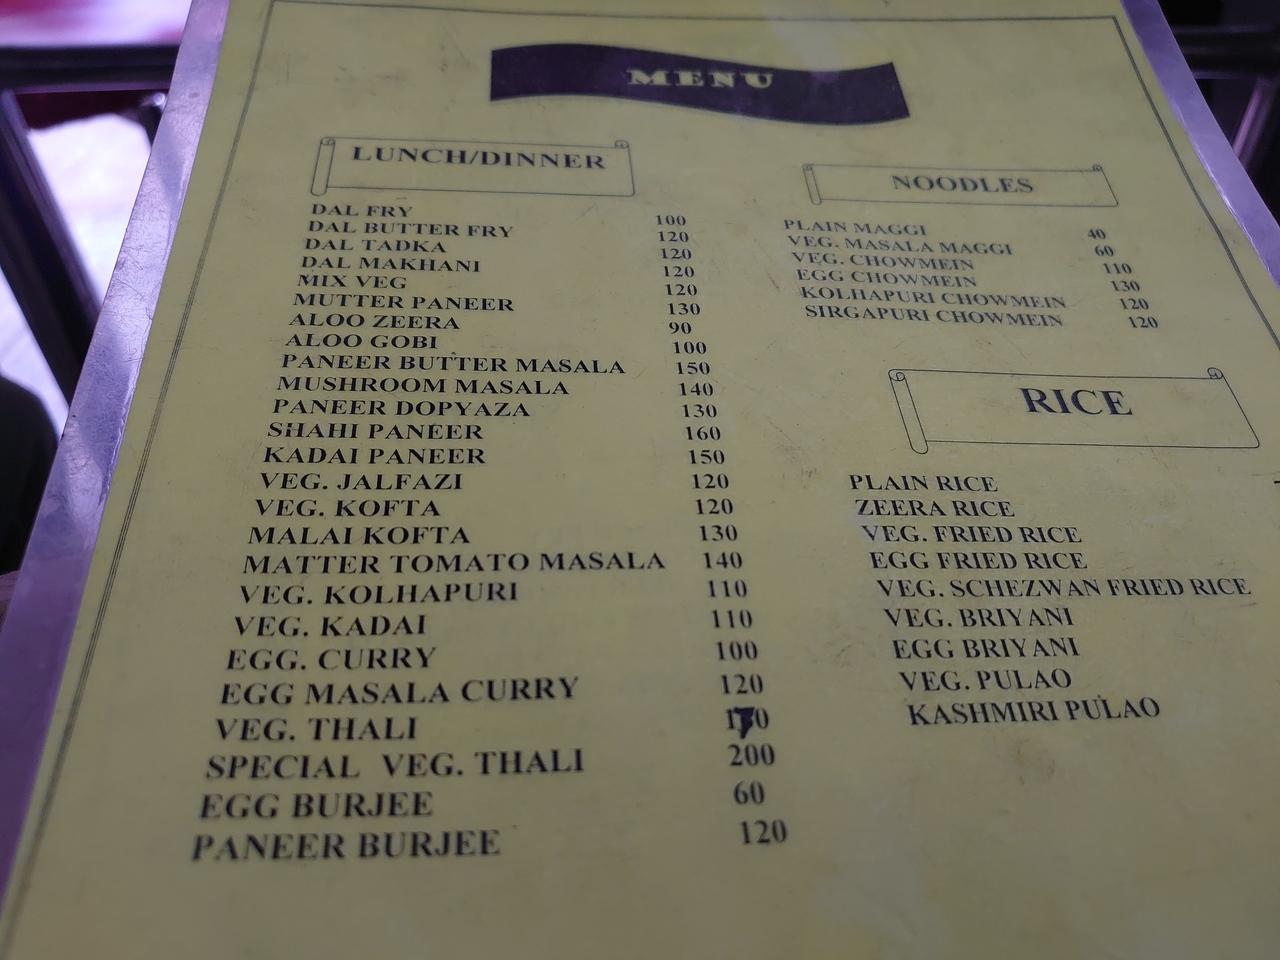 MENU
LUNCH/DINNER
DAL FRY 100
DAL BUTTER FRY 120
DAL TADKA 120
DAL MAKHANI 120
MIX VEG 120
MUTTER PANEER 130
ALOO ZEERA 90
ALOO GOBI 100
PANEER BUTTER MASALA 150
MUSHROOM MASALA 140
PANEER DOPYAZA 130
SHAHI PANEER 160
KADAI PANEER 150
VEG. JALFAZI 120
VEG. KOFTA 120
MALAI KOFTA 130
MATTER TOMATO MASALA 140
VEG. KOLHAPURI 110
VEG. KADAI 110
EGG. CURRY 100
EGG MASALA CURRY 120
VEG. THALI
SPECIAL VEG. THALI 200
EGG BURJEE 60
PANEER BURJEE 120
NOODLES
PLAIN MAGGI 40
VEG. MASALA MAGGI 60
VEG. CHOWMEIN 110
EGG CHOWMEIN 130
KOLHAPURI CHOWMEIN 120
SIRGAPURI CHOWMEIN 120
RICE
PLAIN RICE
ZEERA RICE
VEG. FRIED RICE
EGG FRIED RICE
VEG. SCHEZWAN FRIED RICE
VEG. BRIYANI
EGG BRIYANI
VEG. PULAO
KASHMIRI PULAO